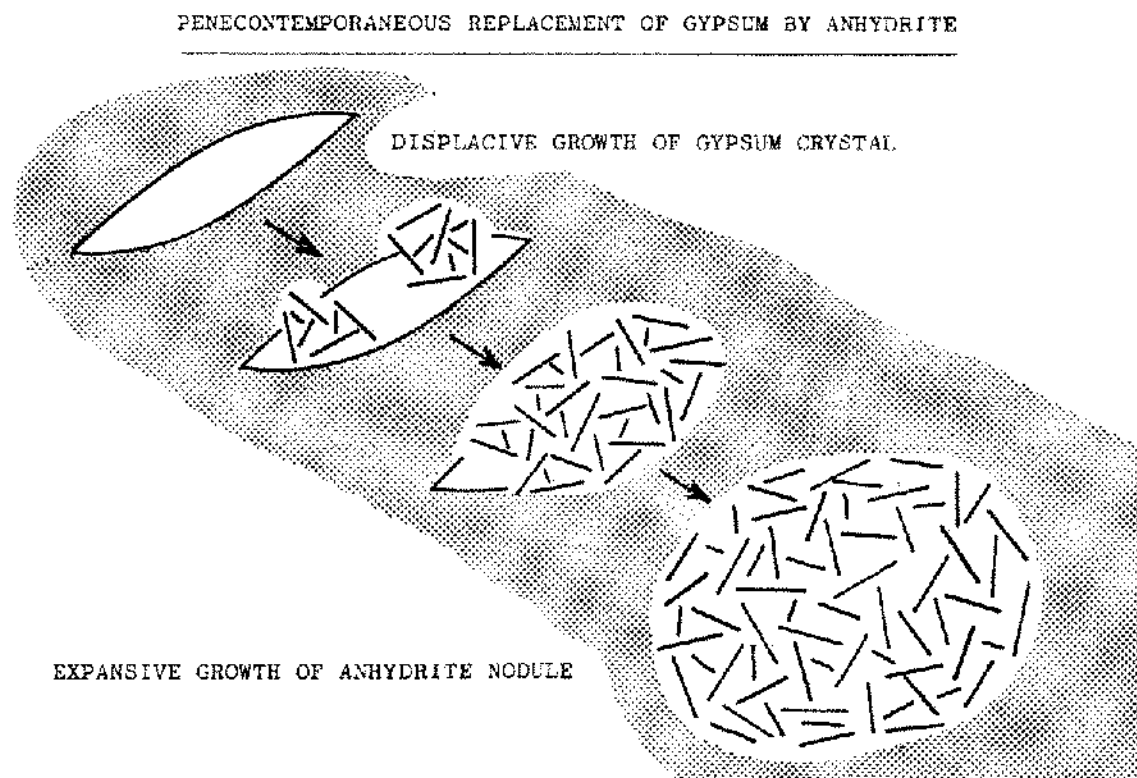 PENECONTEMPORANEOUS REPLACEMENT OF GYPSUM BY ANHYDRITE
DISPLACIVE GROWTH OF GYPSUM CRYSTAL
EXPANSIVE GROWTH OF ANHYDRITE NODULE